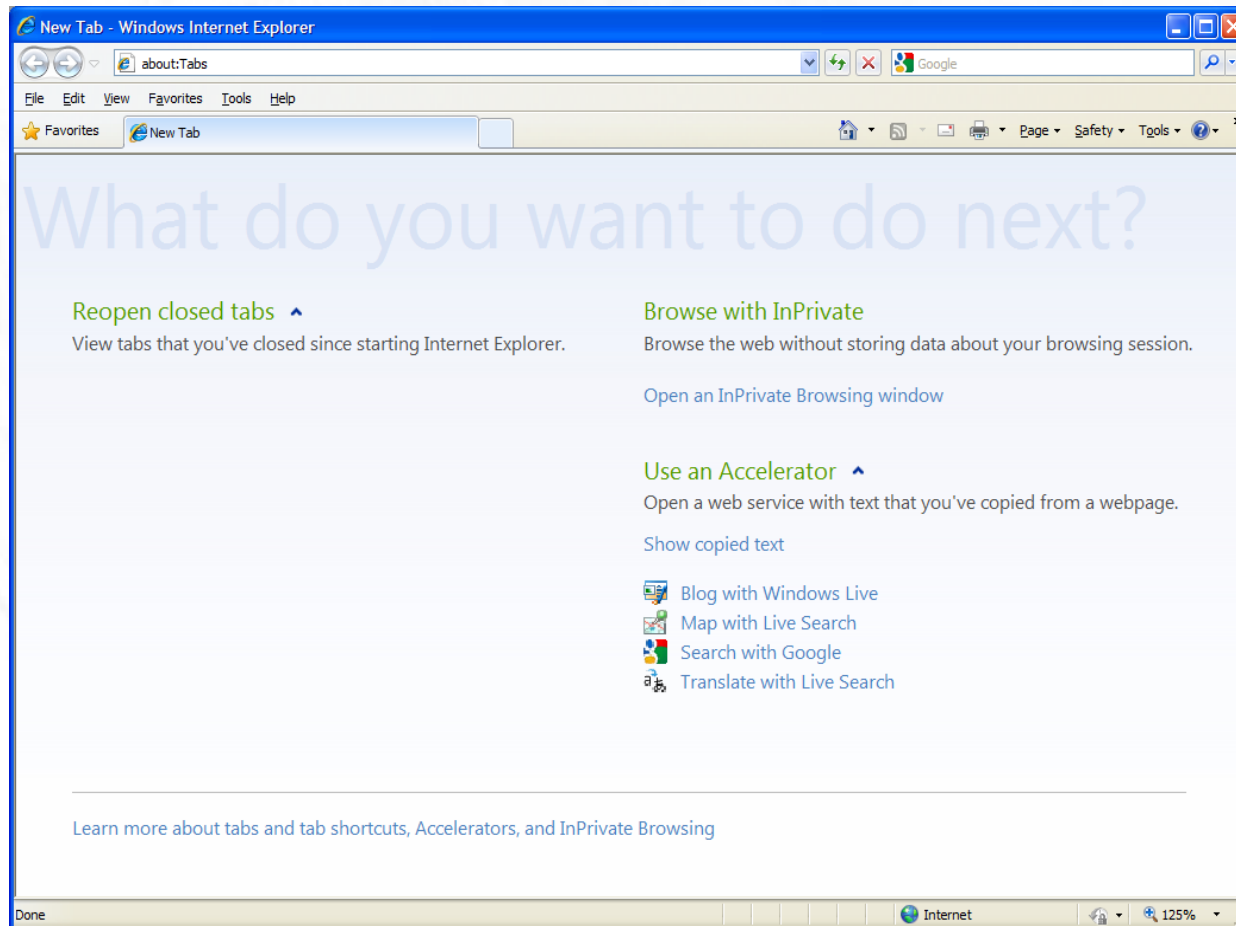 New Tab - Windows Internet Explorer
about:Tabs
Google
File Edit View Favorites Tools Help
Favorites New Tab Page Safety Tools
What do you want to do next?
Reopen closed tabs
View tabs that you've closed since starting Internet Explorer.
Browse with InPrivate
Browse the web without storing data about your browsing session.
Open an InPrivate Browsing window
Use an Accelerator
Open a web service with text that you've copied from a webpage.
Show copied text
Blog with Windows Live
Map with Live Search
Search with Google
Translate with Live Search
Learn more about tabs and tab shortcuts, Accelerators, and InPrivate Browsing
Done Internet 125%